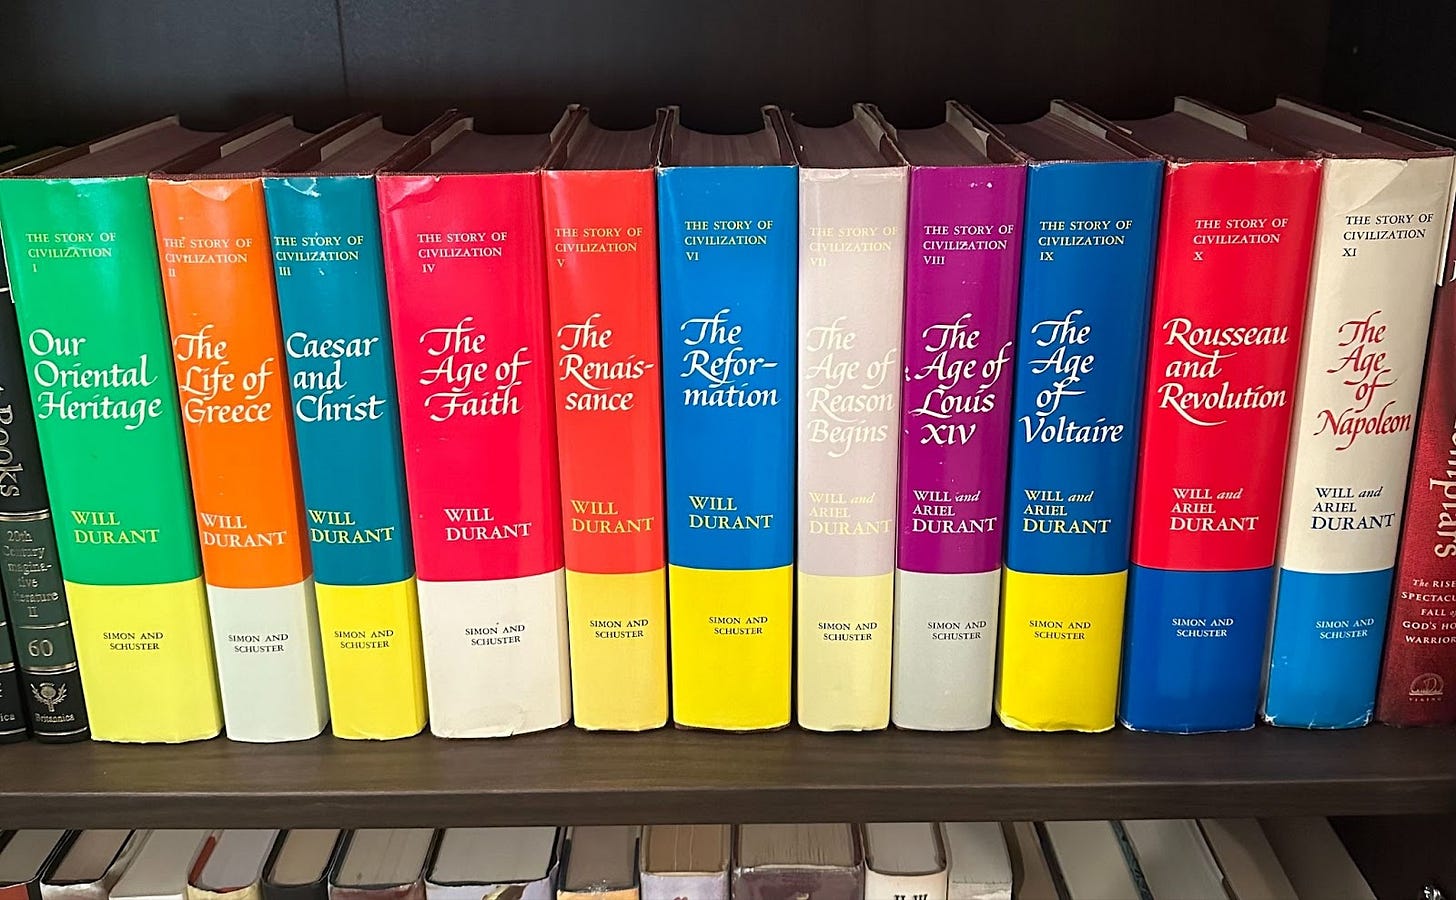 Books
20th
Century
Imagina-
tive
Literature
II
60
Britannica
THE STORY OF
CIVILIZATION
I
Our
Oriental
Heritage
WILL
DURANT
SIMON AND
SCHUSTER
THE STORY OF
CIVILIZATION
II
The
Life of
Greece
WILL
DURANT
SIMON AND
SCHUSTER
THE STORY OF
CIVILIZATION
III
Caesar
and
Christ
WILL
DURANT
SIMON AND
SCHUSTER
THE STORY OF
CIVILIZATION
IV
The
Age of
Faith
WILL
DURANT
SIMON AND
SCHUSTER
THE STORY OF
CIVILIZATION
V
The
Renais-
sance
WILL
DURANT
SIMON AND
SCHUSTER
THE STORY OF
CIVILIZATION
VI
The
Refor-
mation
WILL
DURANT
SIMON AND
SCHUSTER
THE STORY OF
CIVILIZATION
VII
The
Age of
Reason
Begins
WILL and
ARIEL
DURANT
SIMON AND
SCHUSTER
THE STORY OF
CIVILIZATION
VIII
The
Age of
Louis
XIV
WILL and
ARIEL
DURANT
SIMON AND
SCHUSTER
THE STORY OF
CIVILIZATION
IX
The
Age
of
Voltaire
WILL and
ARIEL
DURANT
SIMON AND
SCHUSTER
THE STORY OF
CIVILIZATION
X
Rousseau
and
Revolution
WILL and
ARIEL
DURANT
SIMON AND
SCHUSTER
THE STORY OF
CIVILIZATION
XI
The
Age
of
Napoleon
WILL and
ARIEL
DURANT
SIMON AND
SCHUSTER
The RISE
SPECTACU
FALL
GOD'S HO
WARRIOR
VIKING